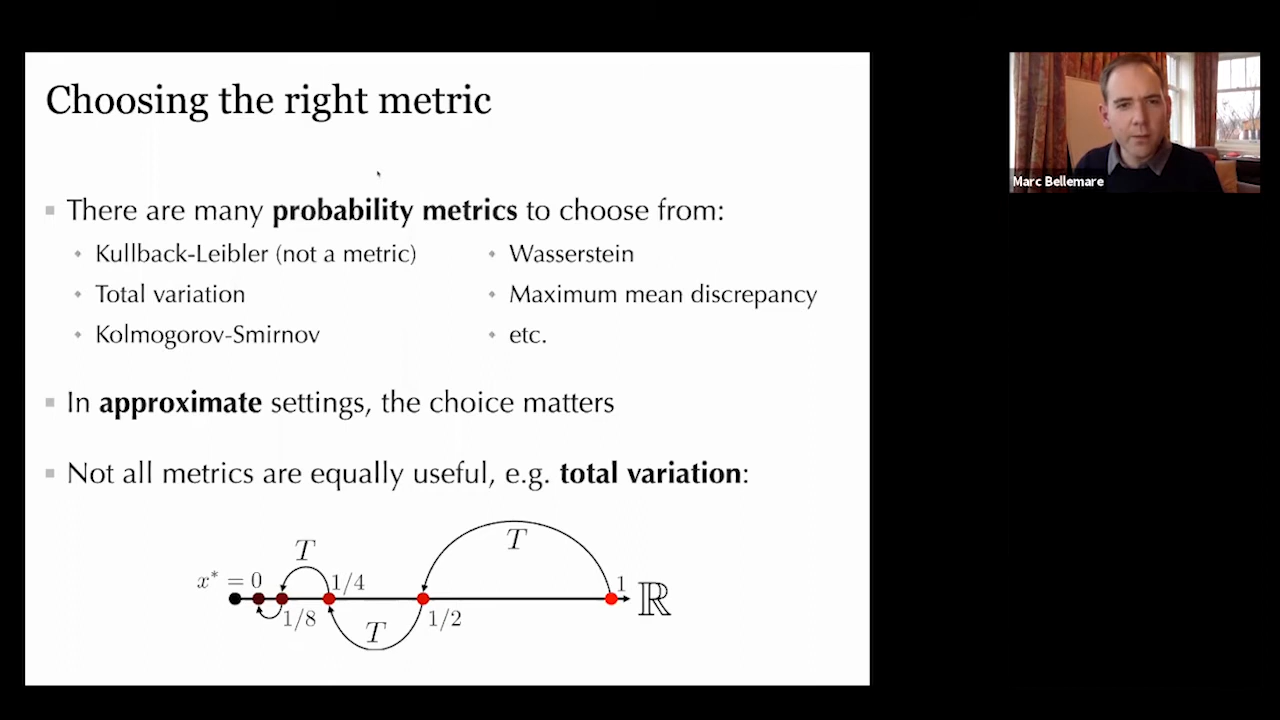 Choosing the right metric
Marc Bellemare
There are many probability metrics to choose from:
Kullback-Leibler (not a metric)
Total variation
Kolmogorov-Smirnov
Wasserstein
Maximum mean discrepancy
etc.
In approximate settings, the choice matters
Not all metrics are equally useful, e.g. total variation:
T
T
x* = 0
1/4
1
ℝ
1/8
T
1/2